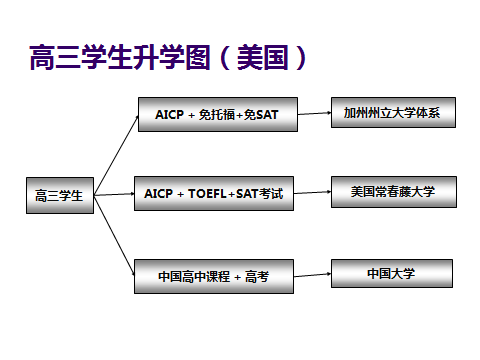 高三学生升学图（美国）
AICP + 免托福+免SAT
加州州立大学体系
高三学生
AICP + TOEFL+SAT考试
美国常春藤大学
中国高中课程 + 高考
中国大学